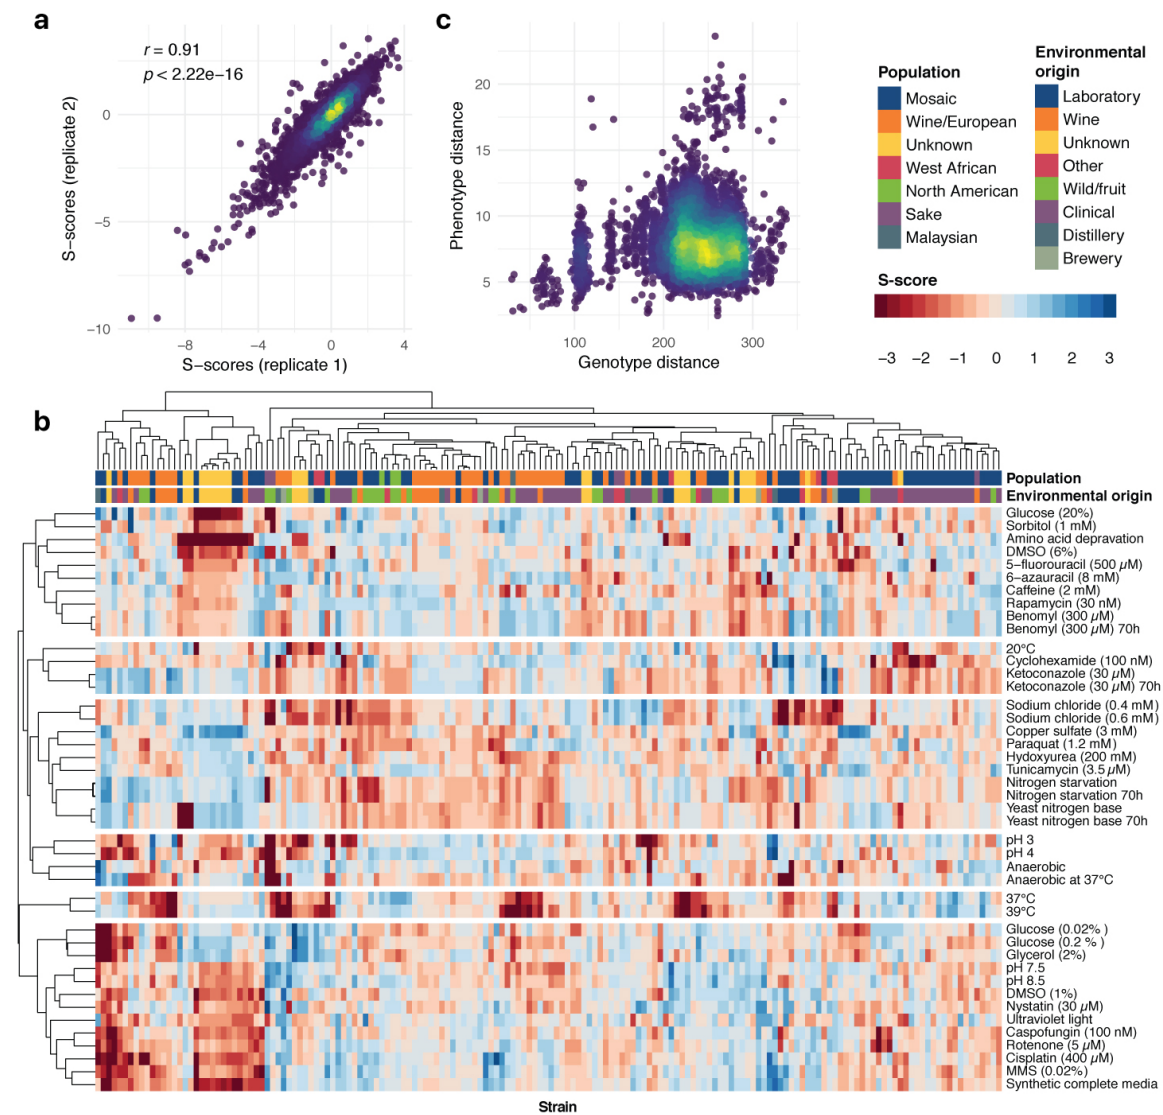 a
r = 0.91
p < 2.22e−16
S−scores (replicate 2)
0
−5
−10
−8
−4
0
4
S−scores (replicate 1)
c
Phenotype distance
20
15
10
5
100
200
300
Genotype distance
Population
Mosaic
Wine/European
Unknown
West African
North American
Sake
Malaysian
Environmental
origin
Laboratory
Wine
Unknown
Other
Wild/fruit
Clinical
Distillery
Brewery
S−score
−3 −2 −1 0 1 2 3
b
Population
Environmental origin
Glucose (20%)
Sorbitol (1 mM)
Amino acid depravation
DMSO (6%)
5−fluorouracil (500 µM)
6−azauracil (8 mM)
Caffeine (2 mM)
Rapamycin (30 nM)
Benomyl (300 µM)
Benomyl (300 µM) 70h
20°C
Cyclohexamide (100 nM)
Ketoconazole (30 µM)
Ketoconazole (30 µM) 70h
Sodium chloride (0.4 mM)
Sodium chloride (0.6 mM)
Copper sulfate (3 mM)
Paraquat (1.2 mM)
Hydoxyurea (200 mM)
Tunicamycin (3.5 µM)
Nitrogen starvation
Nitrogen starvation 70h
Yeast nitrogen base
Yeast nitrogen base 70h
pH 3
pH 4
Anaerobic
Anaerobic at 37°C
37°C
39°C
Glucose (0.02% )
Glucose (0.2 % )
Glycerol (2%)
pH 7.5
pH 8.5
DMSO (1%)
Nystatin (30 µM)
Ultraviolet light
Caspofungin (100 nM)
Rotenone (5 µM)
Cisplatin (400 µM)
MMS (0.02%)
Synthetic complete media
Strain